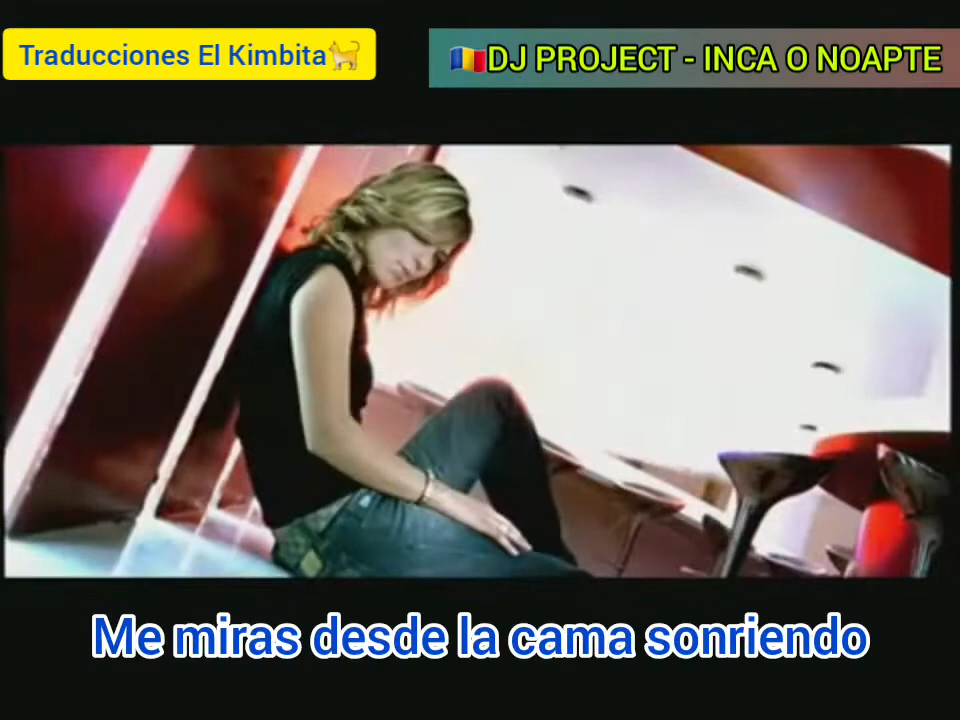 Traducciones El Kimbita🐈
🇷🇴DJ PROJECT - INCA O NOAPTE
Me miras desde la cama sonriendo